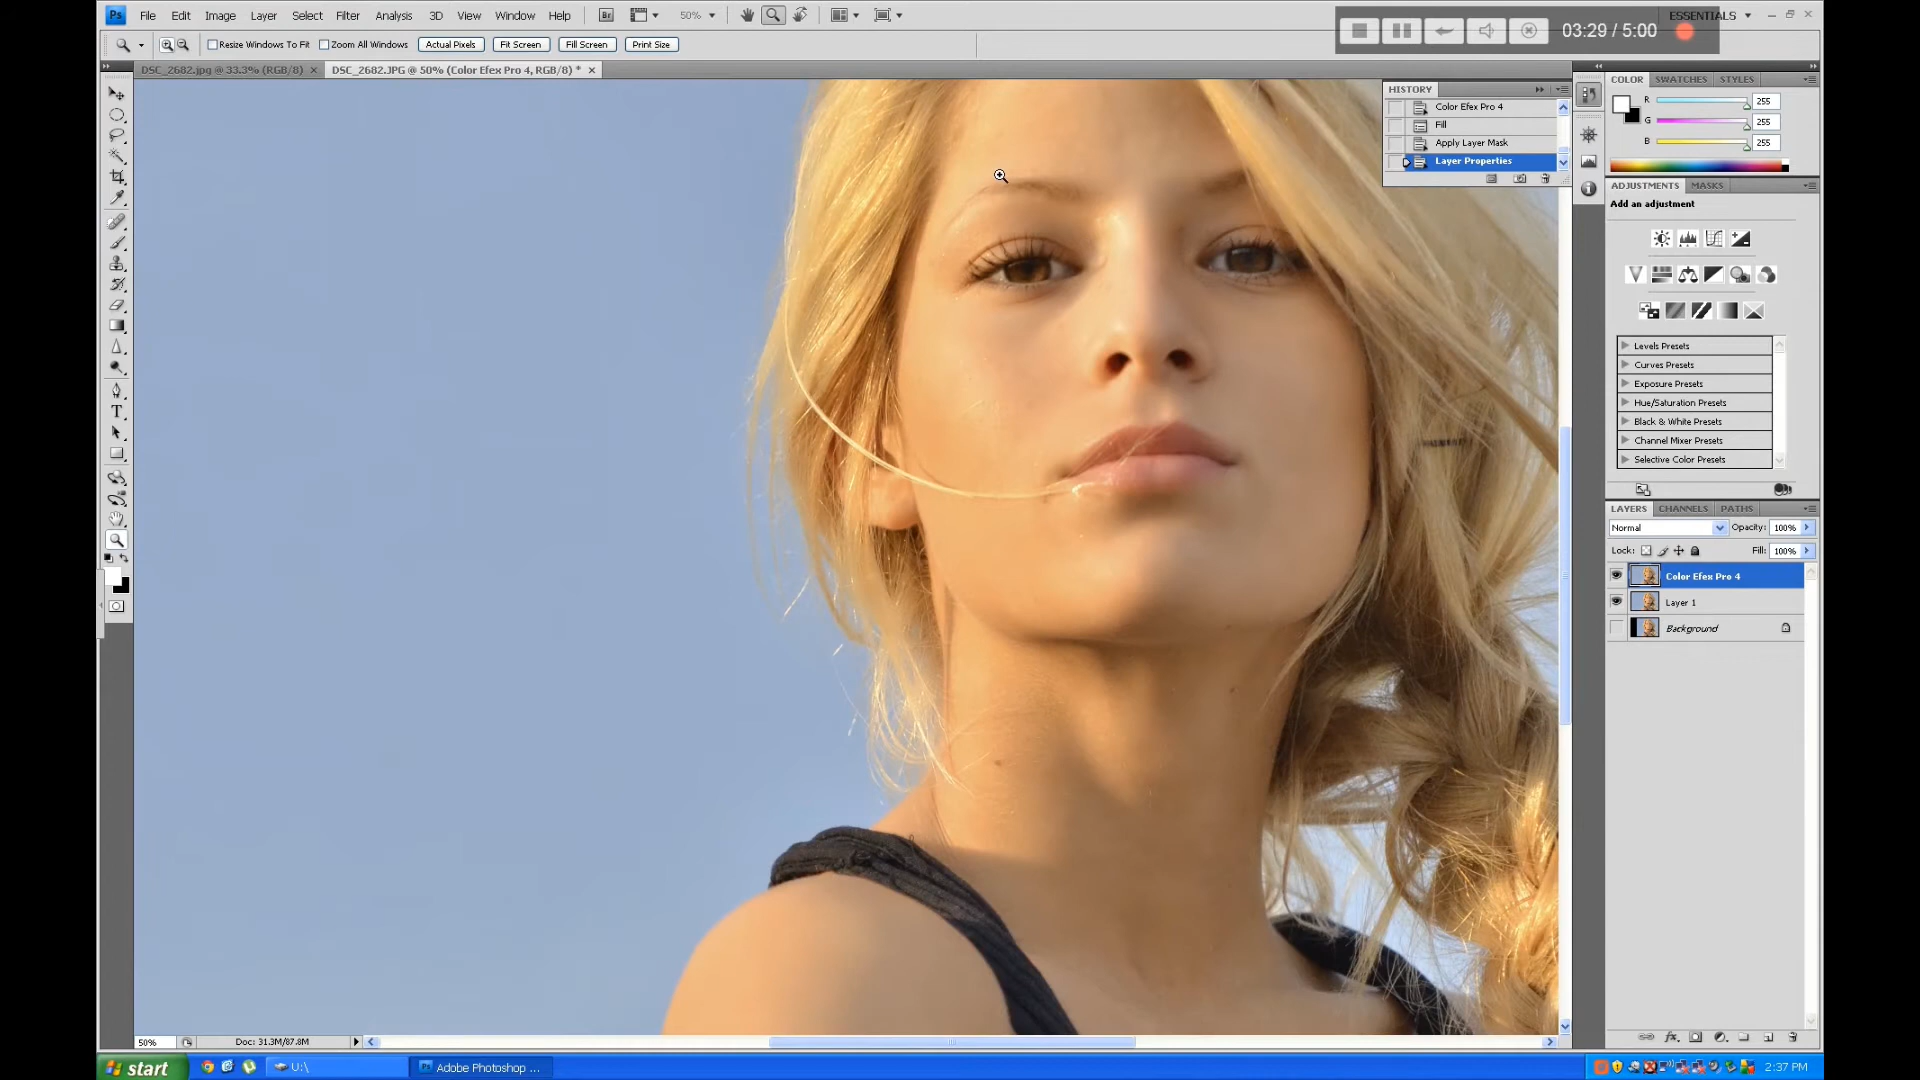 Ps File Edit Image Layer Select Filter Analysis 3D View Window Help Br 50% 03:29 / 5:00 ESSENTIALS
Resize Windows To Fit Zoom All Windows Actual Pixels Fit Screen Fill Screen Print Size
DSC_2682.jpg @ 33.3% (RGB/8) DSC_2682.JPG @ 50% (Color Efex Pro 4, RGB/8) *
HISTORY
Color Efex Pro 4
Fill
Apply Layer Mask
Layer Properties
COLOR SWATCHES STYLES
R 255
G 255
B 255
ADJUSTMENTS MASKS
Add an adjustment
Levels Presets
Curves Presets
Exposure Presets
Hue/Saturation Presets
Black & White Presets
Channel Mixer Presets
Selective Color Presets
LAYERS CHANNELS PATHS
Normal Opacity: 100%
Lock: Fill: 100%
Color Efex Pro 4
Layer 1
Background
T
50% Doc: 31.3M/87.8M
start U:\ Ps Adobe Photoshop ... 2:37 PM